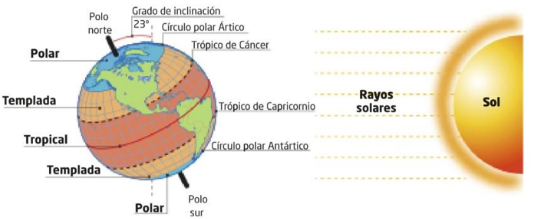 Grado de inclinación
Polo
norte
23°
Círculo polar Ártico
Trópico de Cáncer
Polar
Templada
Trópico de Capricornio
Rayos
solares
Sol
Tropical
Círculo polar Antártico
Templada
Polar
Polo
sur